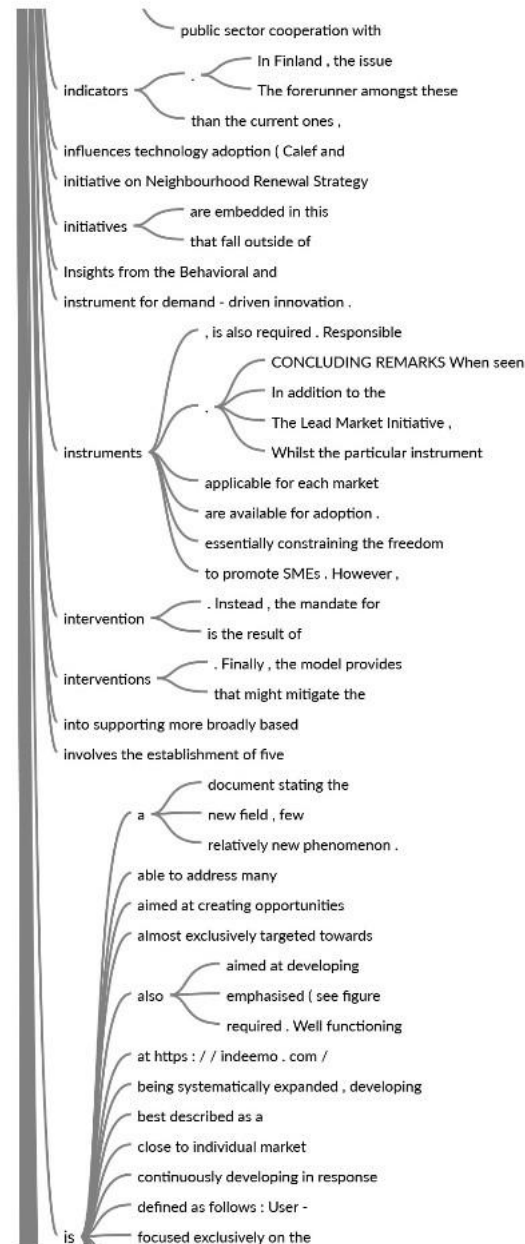 public sector cooperation with
In Finland , the issue
indicators
.
The forerunner amongst these
than the current ones ,
influences technology adoption ( Calef and
initiative on Neighbourhood Renewal Strategy
are embedded in this
initiatives
that fall outside of
Insights from the Behavioral and
instrument for demand - driven innovation .
, is also required . Responsible
CONCLUDING REMARKS When seen
In addition to the
.
The Lead Market Initiative ,
instruments
Whilst the particular instrument
applicable for each market
are available for adoption .
essentially constraining the freedom
to promote SMEs . However ,
. Instead , the mandate for
intervention
is the result of
. Finally , the model provides
interventions
that might mitigate the
into supporting more broadly based
involves the establishment of five
document stating the
a
new field , few
relatively new phenomenon .
able to address many
aimed at creating opportunities
almost exclusively targeted towards
aimed at developing
also
emphasised ( see figure
required . Well functioning
at https : / / indeemo . com /
being systematically expanded , developing
best described as a
close to individual market
continuously developing in response
defined as follows : User -
is
focused exclusively on the